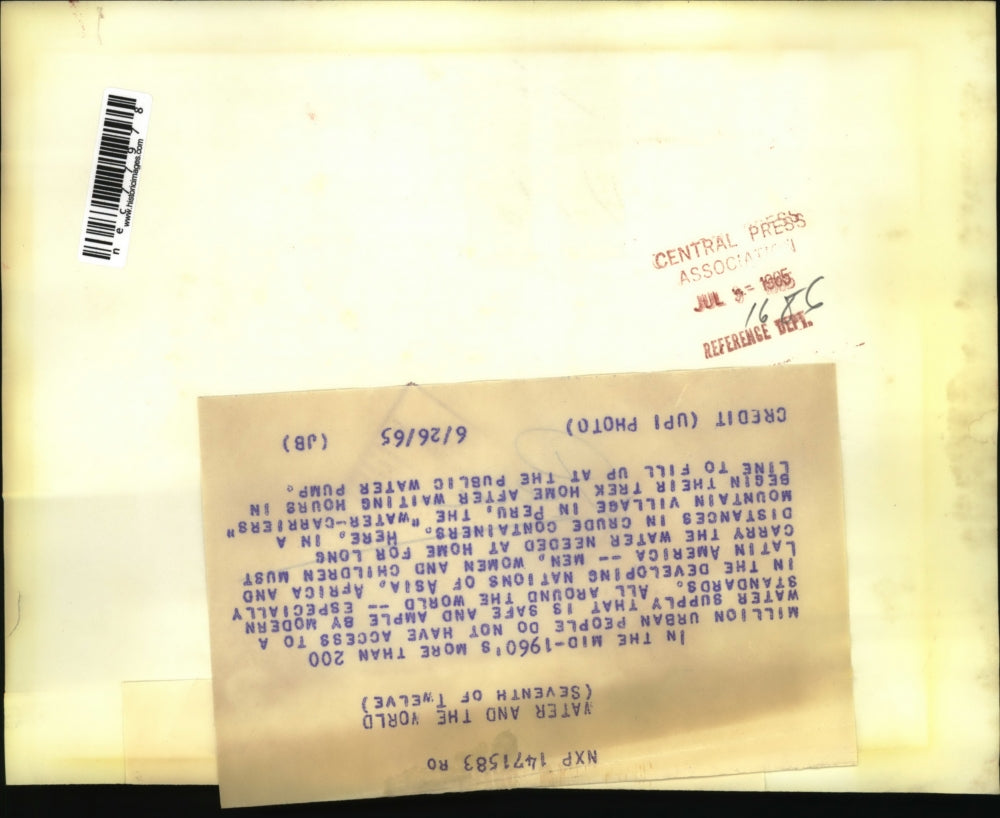 nec77978
www.historicimages.com
CENTRAL PRESS
ASSOCIATION
JUL 9- 1965
REFERENCE DEPT.
NXP 1471583 RO
WATER AND THE WORLD
(SEVENTH OF TWELVE)
IN THE MID-1960'S MORE THAN 200
MILLION URBAN PEOPLE DO NOT HAVE ACCESS TO A
WATER SUPPLY THAT IS SAFE AND AMPLE BY MODERN
STANDARDS. ALL AROUND THE WORLD -- ESPECIALLY
IN THE DEVELOPING NATIONS OF ASIA, AFRICA AND
LATIN AMERICA -- MEN, WOMEN AND CHILDREN MUST
CARRY THE WATER NEEDED AT HOME FOR LONG
DISTANCES IN CRUDE CONTAINERS. HERE, IN A
MOUNTAIN VILLAGE IN PERU, THE "WATER-CARRIERS"
BEGIN THEIR TREK HOME AFTER WAITING HOURS IN
LINE TO FILL UP AT THE PUBLIC WATER PUMP.
CREDIT (UPI PHOTO) 6/26/65 (JB)